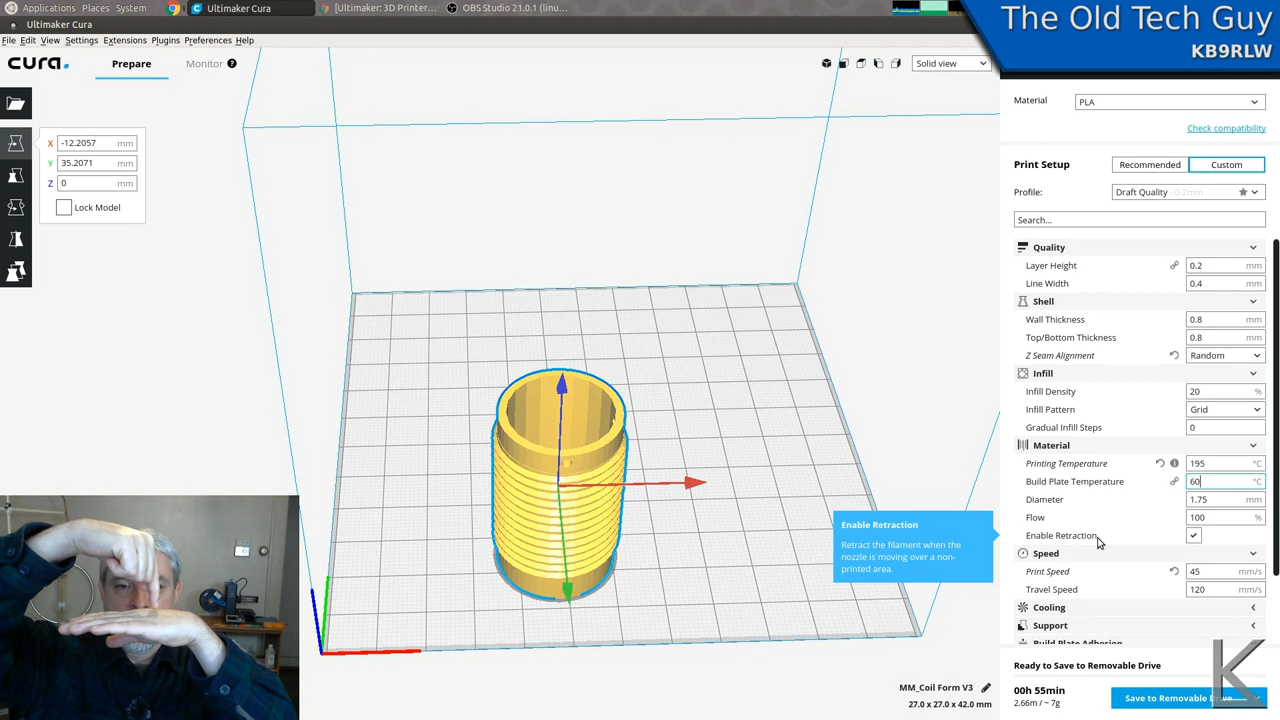 Applications Places System
Ultimaker Cura
[Ultimaker: 3D Printer...
OBS Studio 21.0.1 (linu...
Ultimaker Cura
File Edit View Settings Extensions Plugins Preferences Help
The Old Tech Guy
KB9RLW
cura.
Prepare
Monitor ?
Solid view
X -12.2057 mm
Y 35.2071 mm
Z 0 mm
Lock Model
Material PLA
Check compatibility
Print Setup Recommended Custom
Profile: Draft Quality - 0.2mm
Search...
Quality
Layer Height 0.2 mm
Line Width 0.4 mm
Shell
Wall Thickness 0.8 mm
Top/Bottom Thickness 0.8 mm
Z Seam Alignment Random
Infill
Infill Density 20 %
Infill Pattern Grid
Gradual Infill Steps 0
Material
Printing Temperature 195 °C
Build Plate Temperature 60 °C
Diameter 1.75 mm
Flow 100 %
Enable Retraction
Speed
Print Speed 45 mm/s
Travel Speed 120 mm/s
Cooling
Support
Build Plate Adhesion
Enable Retraction
Retract the filament when the
nozzle is moving over a non-
printed area.
Ready to Save to Removable Drive
MM_Coil Form V3
27.0 x 27.0 x 42.0 mm
00h 55min
2.66m / ~ 7g
Save to Removable Drive
K